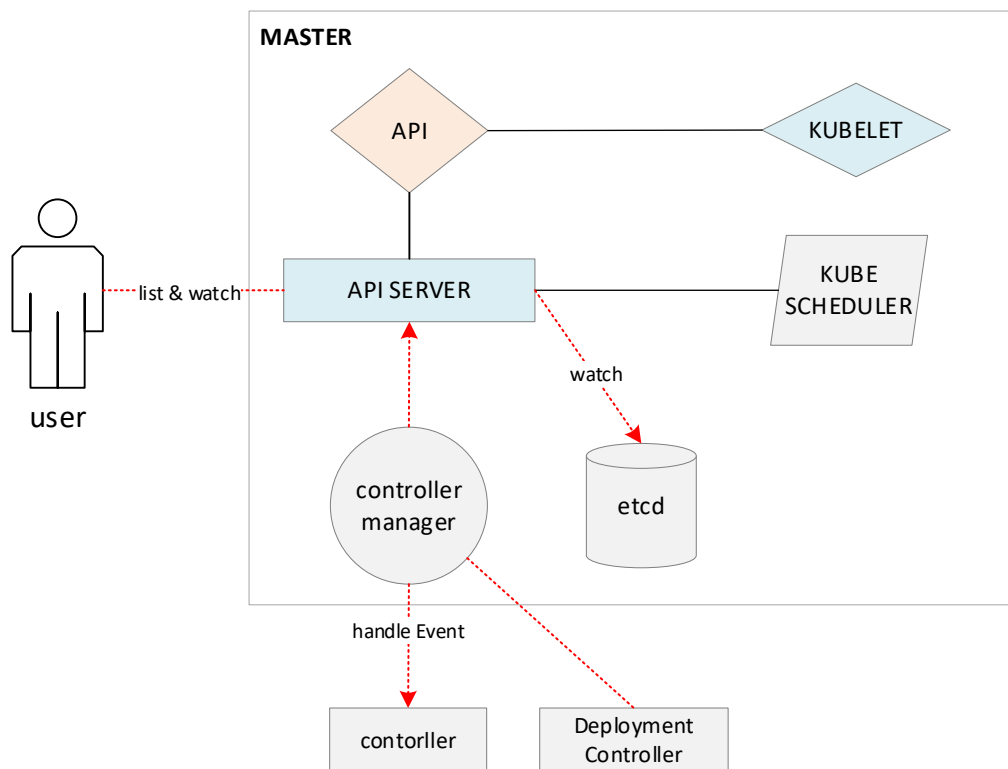 MASTER
API
KUBELET
list & watch
API SERVER
KUBE
SCHEDULER
watch
user
controller
manager
etcd
handle Event
contorller
Deployment
Controller